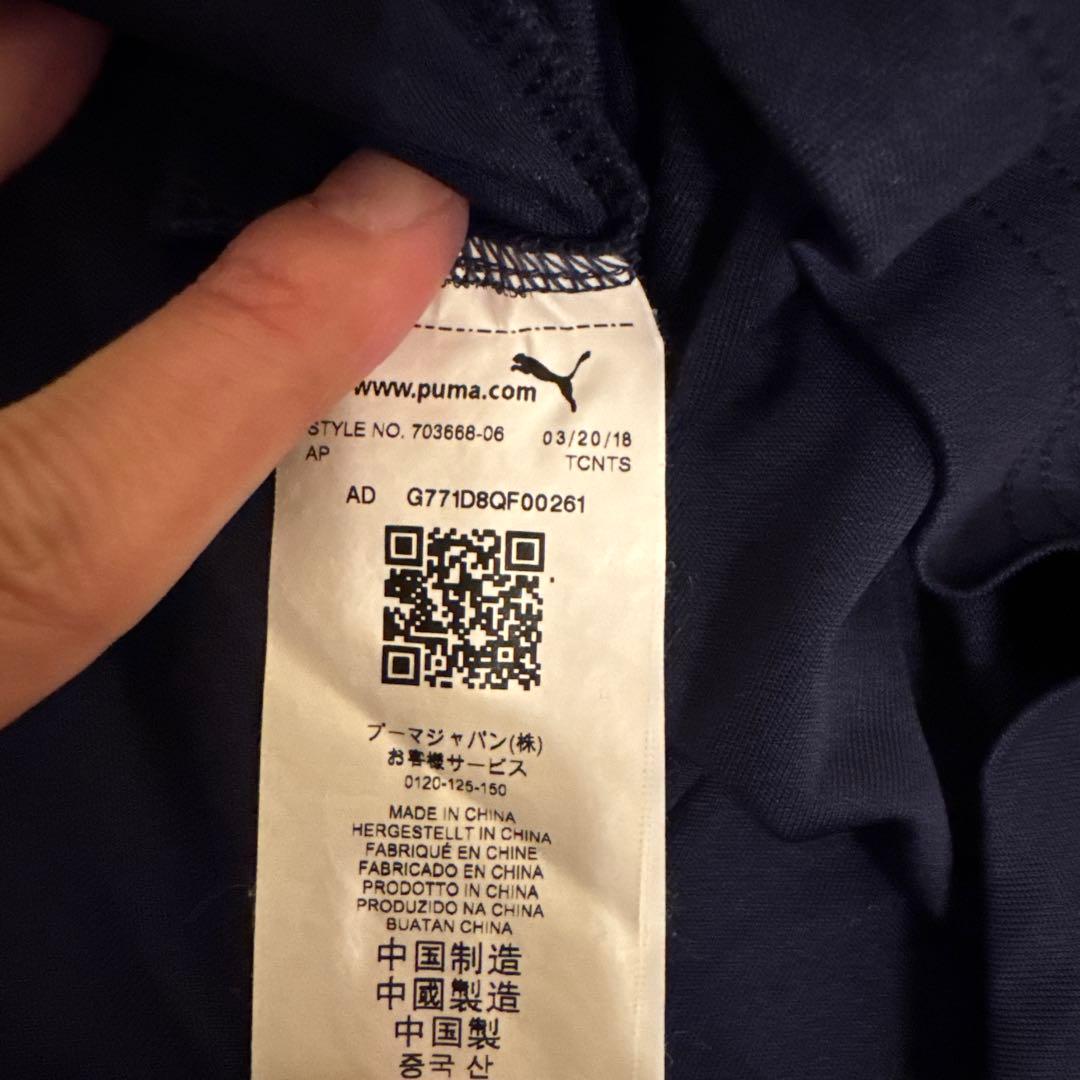 www.puma.com
STYLE NO. 703668-06 03/20/18
AP TCNTS
AD G771D8QF00261
プーマジャパン(株)
お客様サービス
0120-125-150
MADE IN CHINA
HERGESTELLT IN CHINA
FABRIQUÉ EN CHINE
FABRICADO EN CHINA
PRODOTTO IN CHINA
PRODUZIDO NA CHINA
BUATAN CHINA
中国制造
中國製造
中国製
중국 산